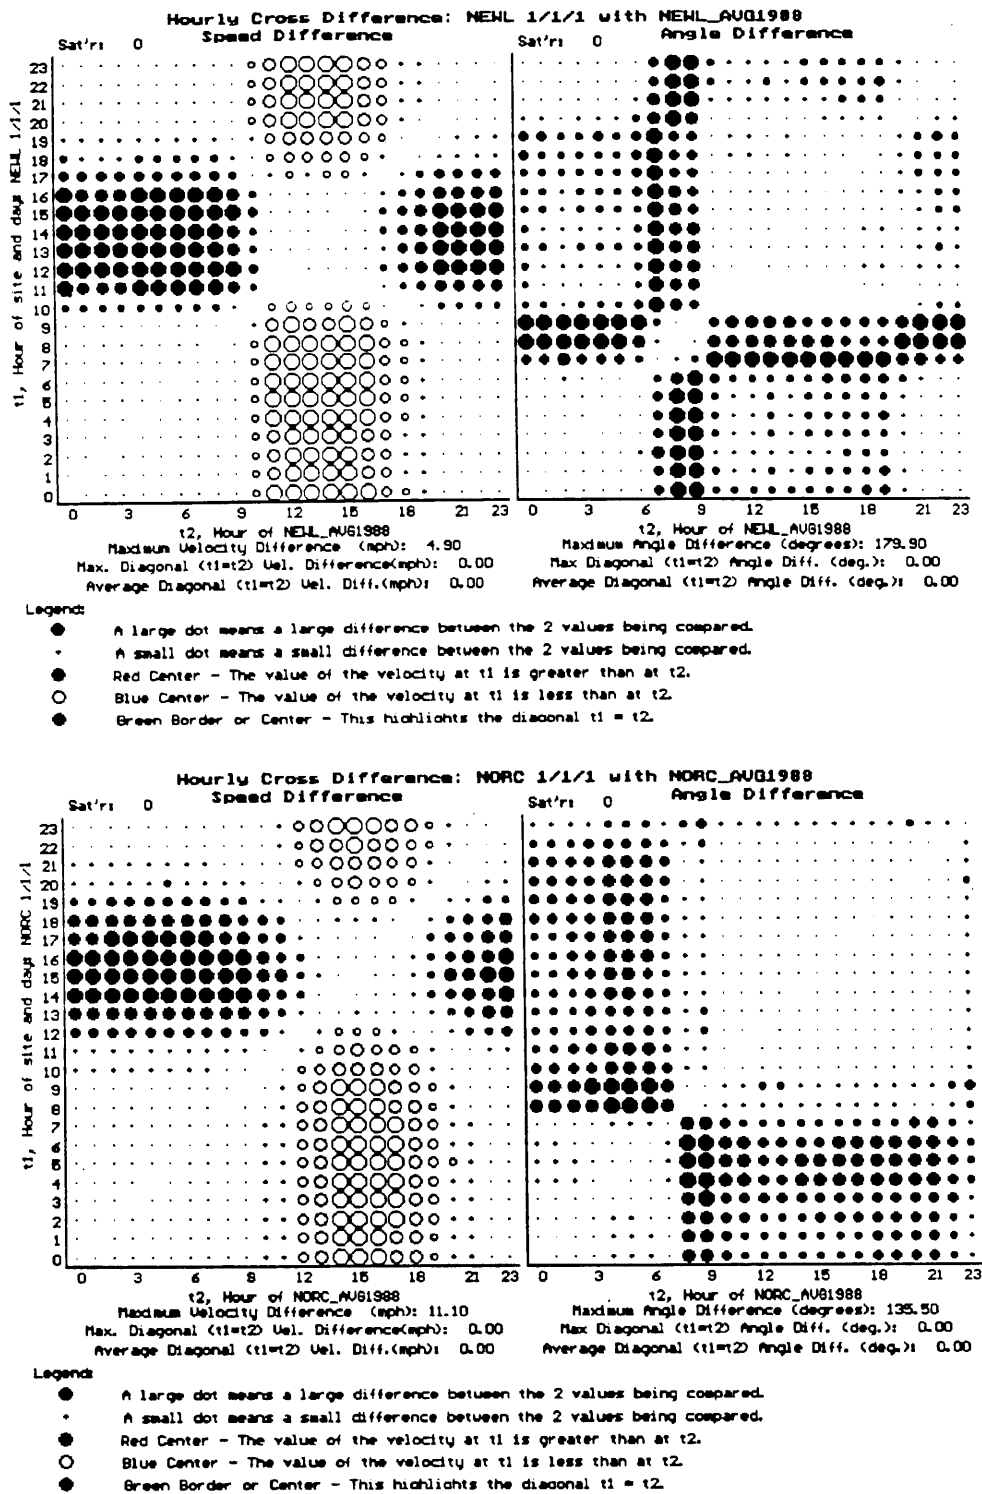 Hourly Cross Difference: NEWL 1/1/1 with NEWL_AVG1988
Sat'r: 0 Speed Difference
Sat'r: 0 Angle Difference
t1, Hour of site and days NEWL 1/1/1
23
22
21
20
19
18
17
16
15
14
13
12
11
10
9
8
7
6
5
4
3
2
1
0
0 3 6 9 12 15 18 21 23
0 3 6 9 12 15 18 21 23
t2, Hour of NEWL_AVG1988
Maximum Velocity Difference (mph): 4.90
Max. Diagonal (t1=t2) Vel. Difference(mph): 0.00
Average Diagonal (t1=t2) Vel. Diff.(mph): 0.00
t2, Hour of NEWL_AVG1988
Maximum Angle Difference (degrees): 179.90
Max Diagonal (t1=t2) Angle Diff. (deg.): 0.00
Average Diagonal (t1=t2) Angle Diff. (deg.): 0.00
Legend:
A large dot means a large difference between the 2 values being compared.
A small dot means a small difference between the 2 values being compared.
Red Center - The value of the velocity at t1 is greater than at t2.
Blue Center - The value of the velocity at t1 is less than at t2.
Green Border or Center - This highlights the diagonal t1 = t2.
Hourly Cross Difference: NORC 1/1/1 with NORC_AVG1988
Sat'r: 0 Speed Difference
Sat'r: 0 Angle Difference
t1, Hour of site and days NORC 1/1/1
23
22
21
20
19
18
17
16
15
14
13
12
11
10
9
8
7
6
5
4
3
2
1
0
0 3 6 9 12 15 18 21 23
0 3 6 9 12 15 18 21 23
t2, Hour of NORC_AVG1988
Maximum Velocity Difference (mph): 11.10
Max. Diagonal (t1=t2) Vel. Difference(mph): 0.00
Average Diagonal (t1=t2) Vel. Diff.(mph): 0.00
t2, Hour of NORC_AVG1988
Maximum Angle Difference (degrees): 135.50
Max Diagonal (t1=t2) Angle Diff. (deg.): 0.00
Average Diagonal (t1=t2) Angle Diff. (deg.): 0.00
Legend:
A large dot means a large difference between the 2 values being compared.
A small dot means a small difference between the 2 values being compared.
Red Center - The value of the velocity at t1 is greater than at t2.
Blue Center - The value of the velocity at t1 is less than at t2.
Green Border or Center - This highlights the diagonal t1 = t2.